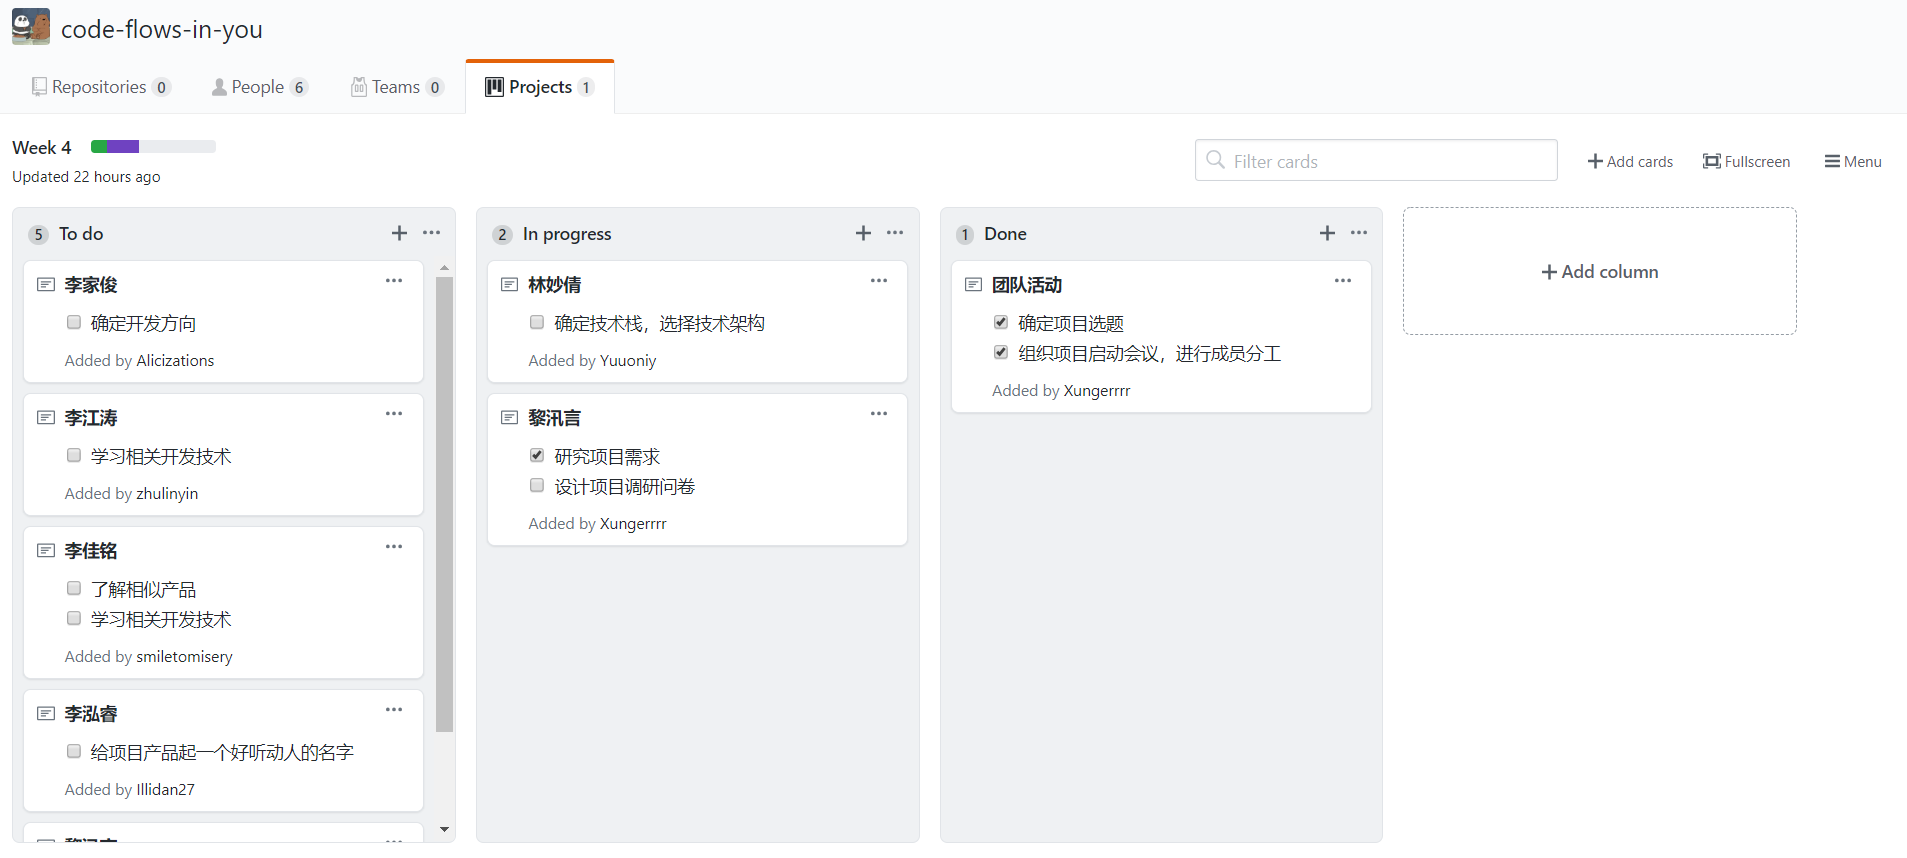 code-flows-in-you
Repositories 0 People 6 Teams 0 Projects 1
Week 4
Updated 22 hours ago
Filter cards
Add cards Fullscreen Menu
5 To do
李家俊
确定开发方向
Added by Alicizations
李江涛
学习相关开发技术
Added by zhulinyin
李佳铭
了解相似产品
学习相关开发技术
Added by smiletomisery
李泓睿
给项目产品起一个好听动人的名字
Added by Illidan27
2 In progress
林妙倩
确定技术栈，选择技术架构
Added by Yuuoniy
黎汛言
研究项目需求
设计项目调研问卷
Added by Xungerrrr
1 Done
团队活动
确定项目选题
组织项目启动会议，进行成员分工
Added by Xungerrrr
Add column